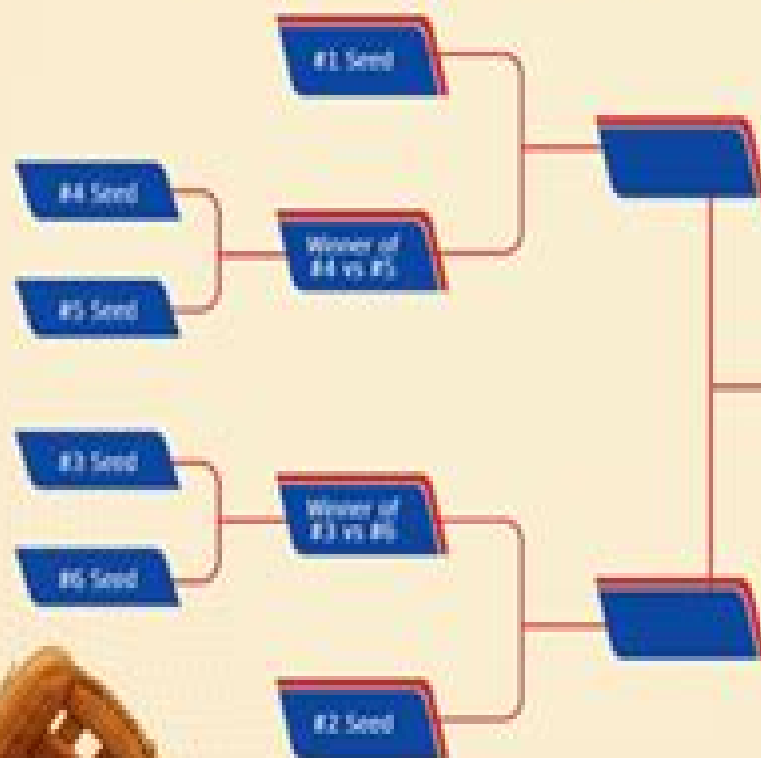 #1 Seed
#4 Seed
Winner of
#4 vs #5
#5 Seed
#3 Seed
Winner of
#3 vs #6
#6 Seed
#2 Seed